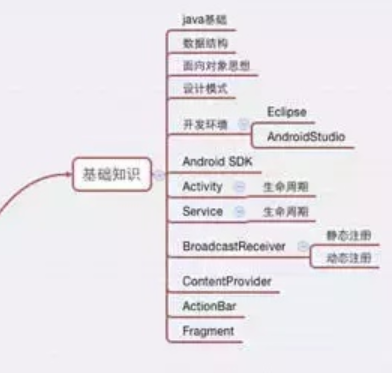 java基础
数据结构
面向对象思想
设计模式
开发环境
Eclipse
AndroidStudio
基础知识
Android SDK
Activity
生命周期
Service
生命周期
BroadcastReceiver
静态注册
动态注册
ContentProvider
ActionBar
Fragment